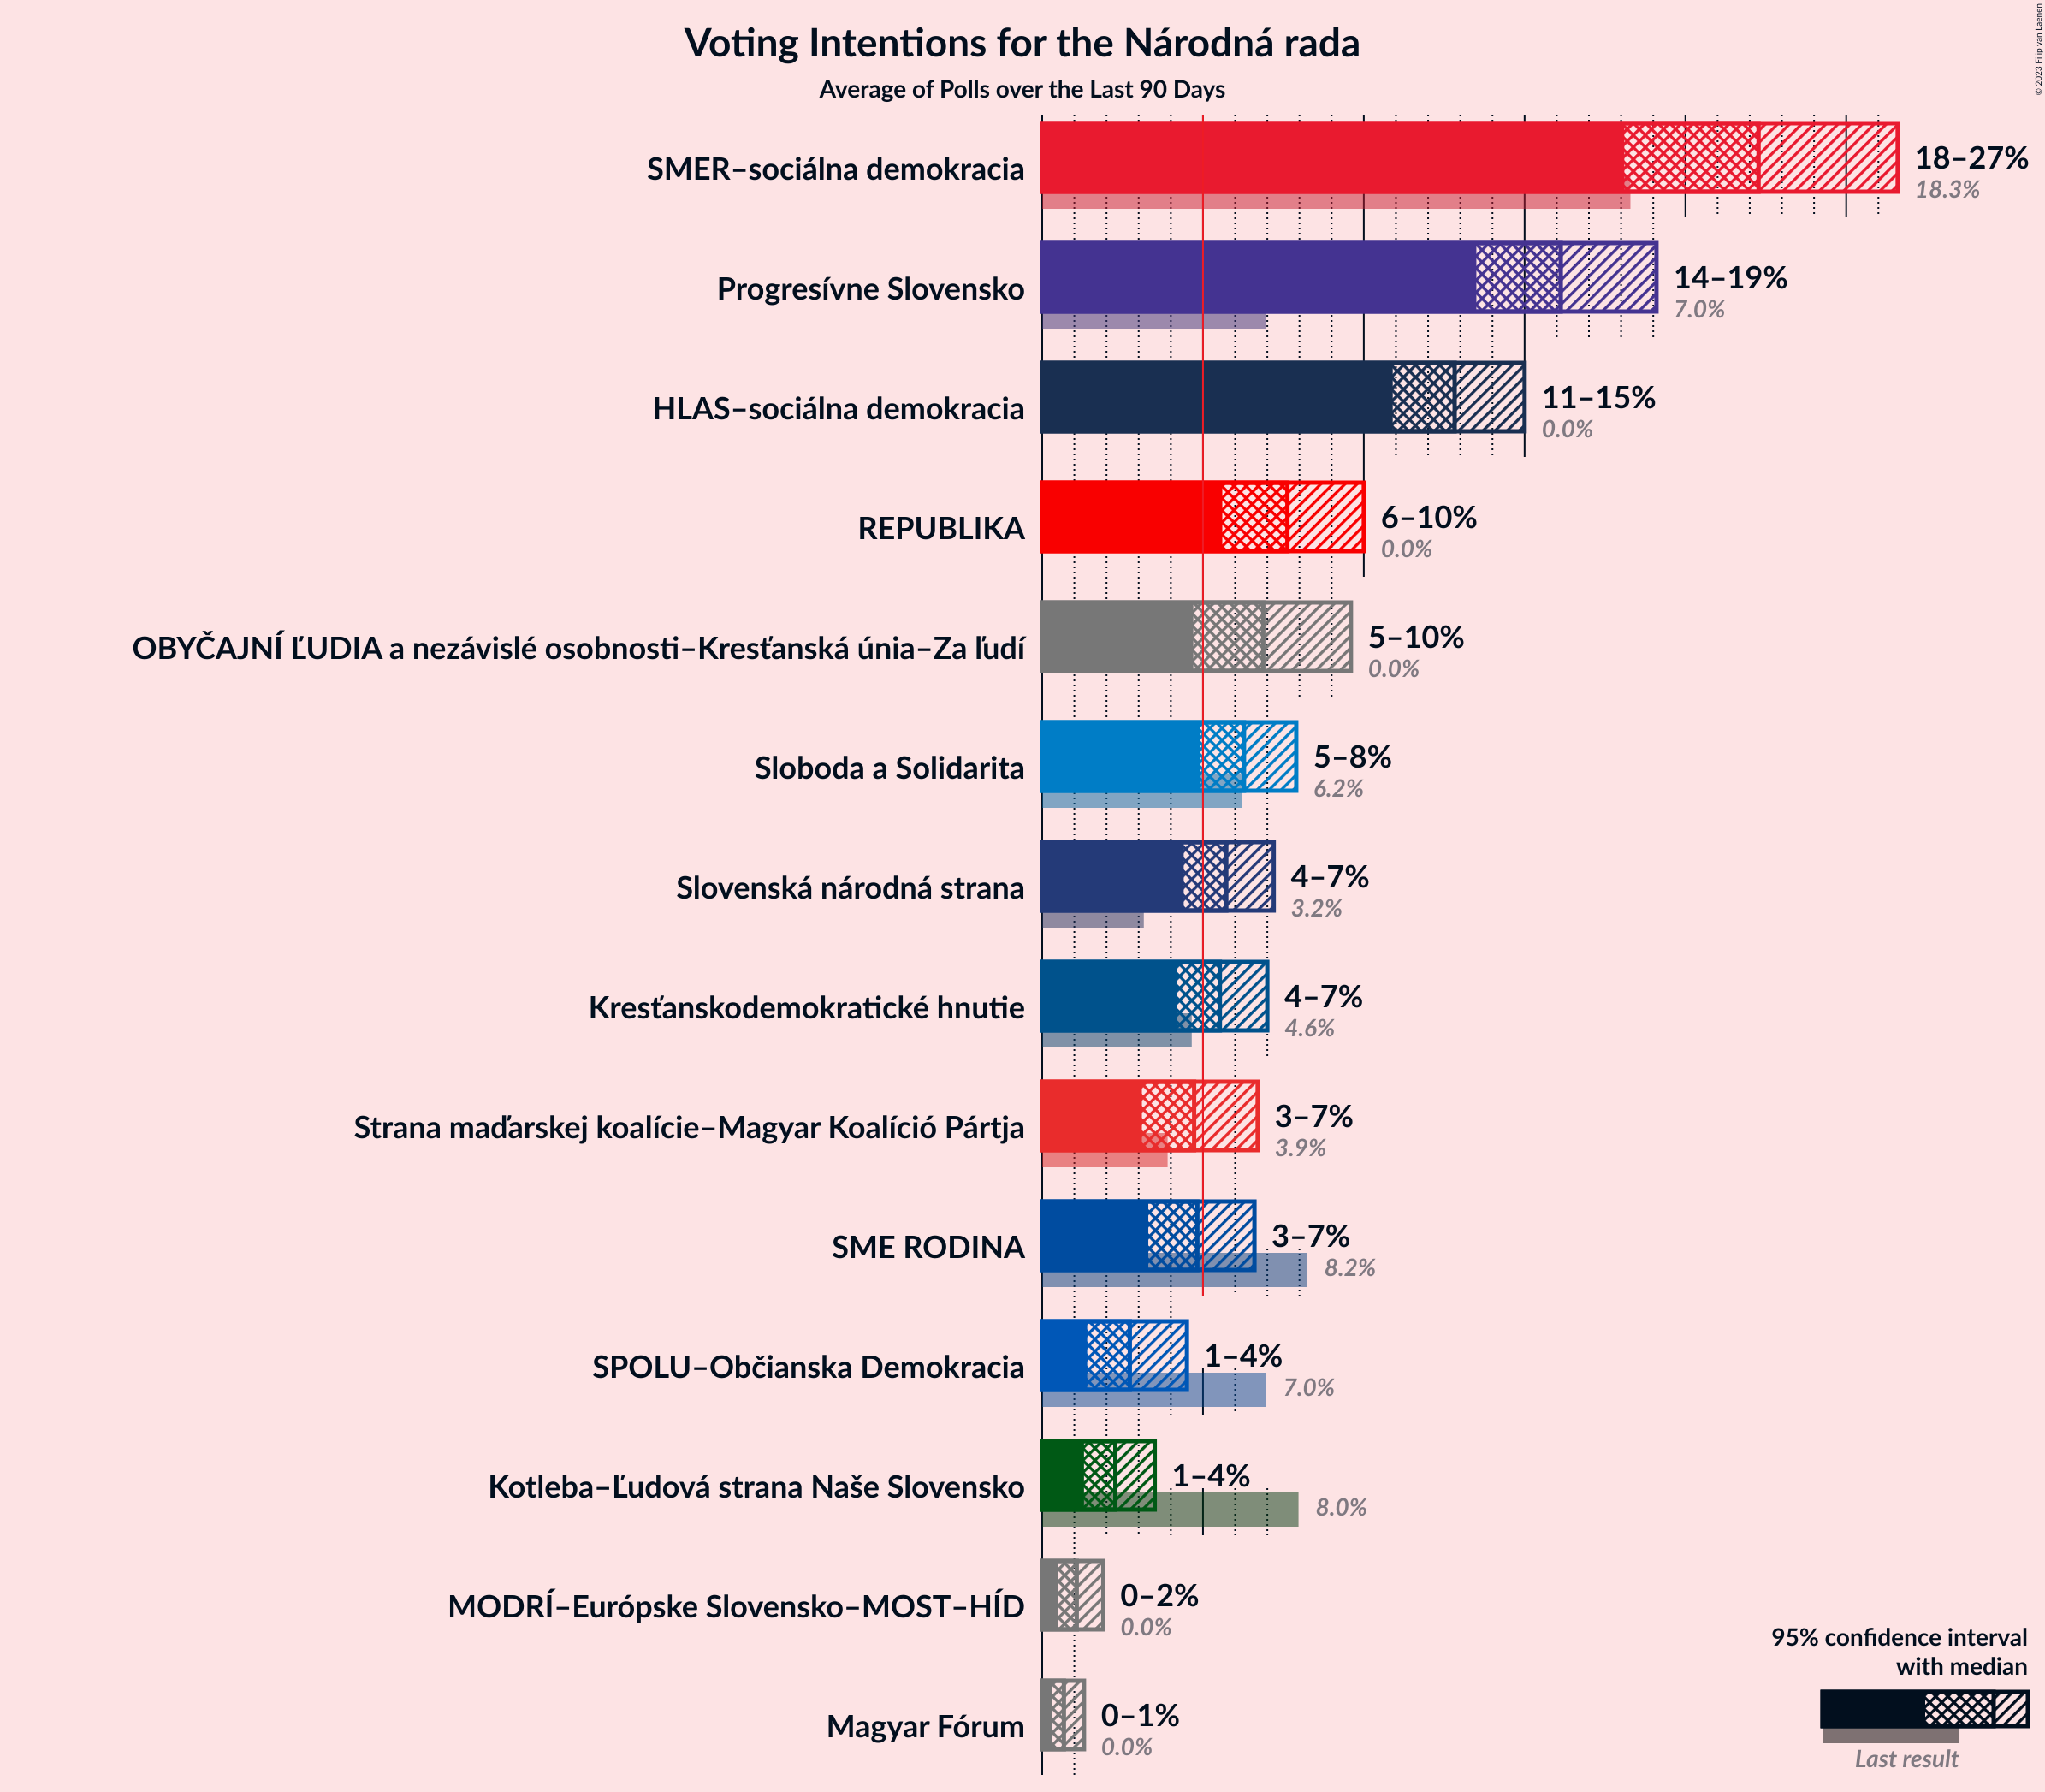 Voting Intentions for the Národná rada
Average of Polls over the Last 90 Days
© 2023 Filip van Laenen
SMER–sociálna demokracia
18–27%
18.3%
Progresívne Slovensko
14–19%
7.0%
HLAS–sociálna demokracia
11–15%
0.0%
REPUBLIKA
6–10%
0.0%
OBYČAJNÍ ĽUDIA a nezávislé osobnosti–Kresťanská únia–Za ľudí
5–10%
0.0%
Sloboda a Solidarita
5–8%
6.2%
Slovenská národná strana
4–7%
3.2%
Kresťanskodemokratické hnutie
4–7%
4.6%
Strana maďarskej koalície–Magyar Koalíció Pártja
3–7%
3.9%
SME RODINA
3–7%
8.2%
SPOLU–Občianska Demokracia
1–4%
7.0%
Kotleba–Ľudová strana Naše Slovensko
1–4%
8.0%
MODRÍ–Európske Slovensko–MOST–HÍD
0–2%
0.0%
Magyar Fórum
0–1%
0.0%
95% confidence interval
with median
Last result